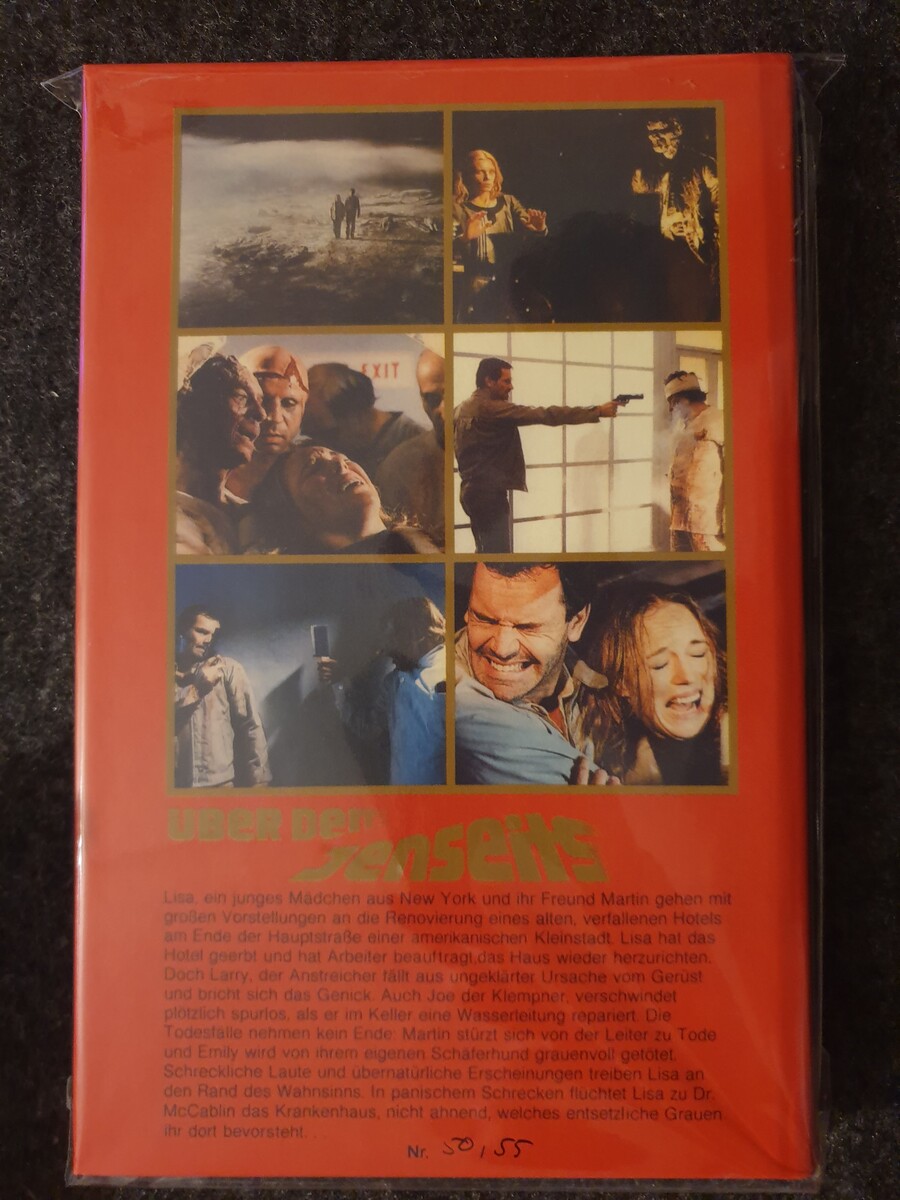 EXIT
UBER DEM
JENSEITS
Lisa, ein junges Mädchen aus New York und ihr Freund Martin gehen mit
großen Vorstellungen an die Renovierung eines alten, verfallenen Hotels
am Ende der Hauptstraße einer amerikanischen Kleinstadt. Lisa hat das
Hotel geerbt und hat Arbeiter beauftragt das Haus wieder herzurichten.
Doch Larry, der Anstreicher fällt aus ungeklärter Ursache vom Gerüst
und bricht sich das Genick. Auch Joe der Klempner, verschwindet
plötzlich spurlos, als er im Keller eine Wasserleitung repariert. Die
Todesfälle nehmen kein Ende: Martin stürzt sich von der Leiter zu Tode
und Emily wird von ihrem eigenen Schäferhund grauenvoll getötet.
Schreckliche Laute und übernatürliche Erscheinungen treiben Lisa an
den Rand des Wahnsinns. In panischem Schrecken flüchtet Lisa zu Dr.
McCablin das Krankenhaus, nicht ahnend, welches entsetzliche Grauen
ihr dort bevorsteht.
Nr. 50/55